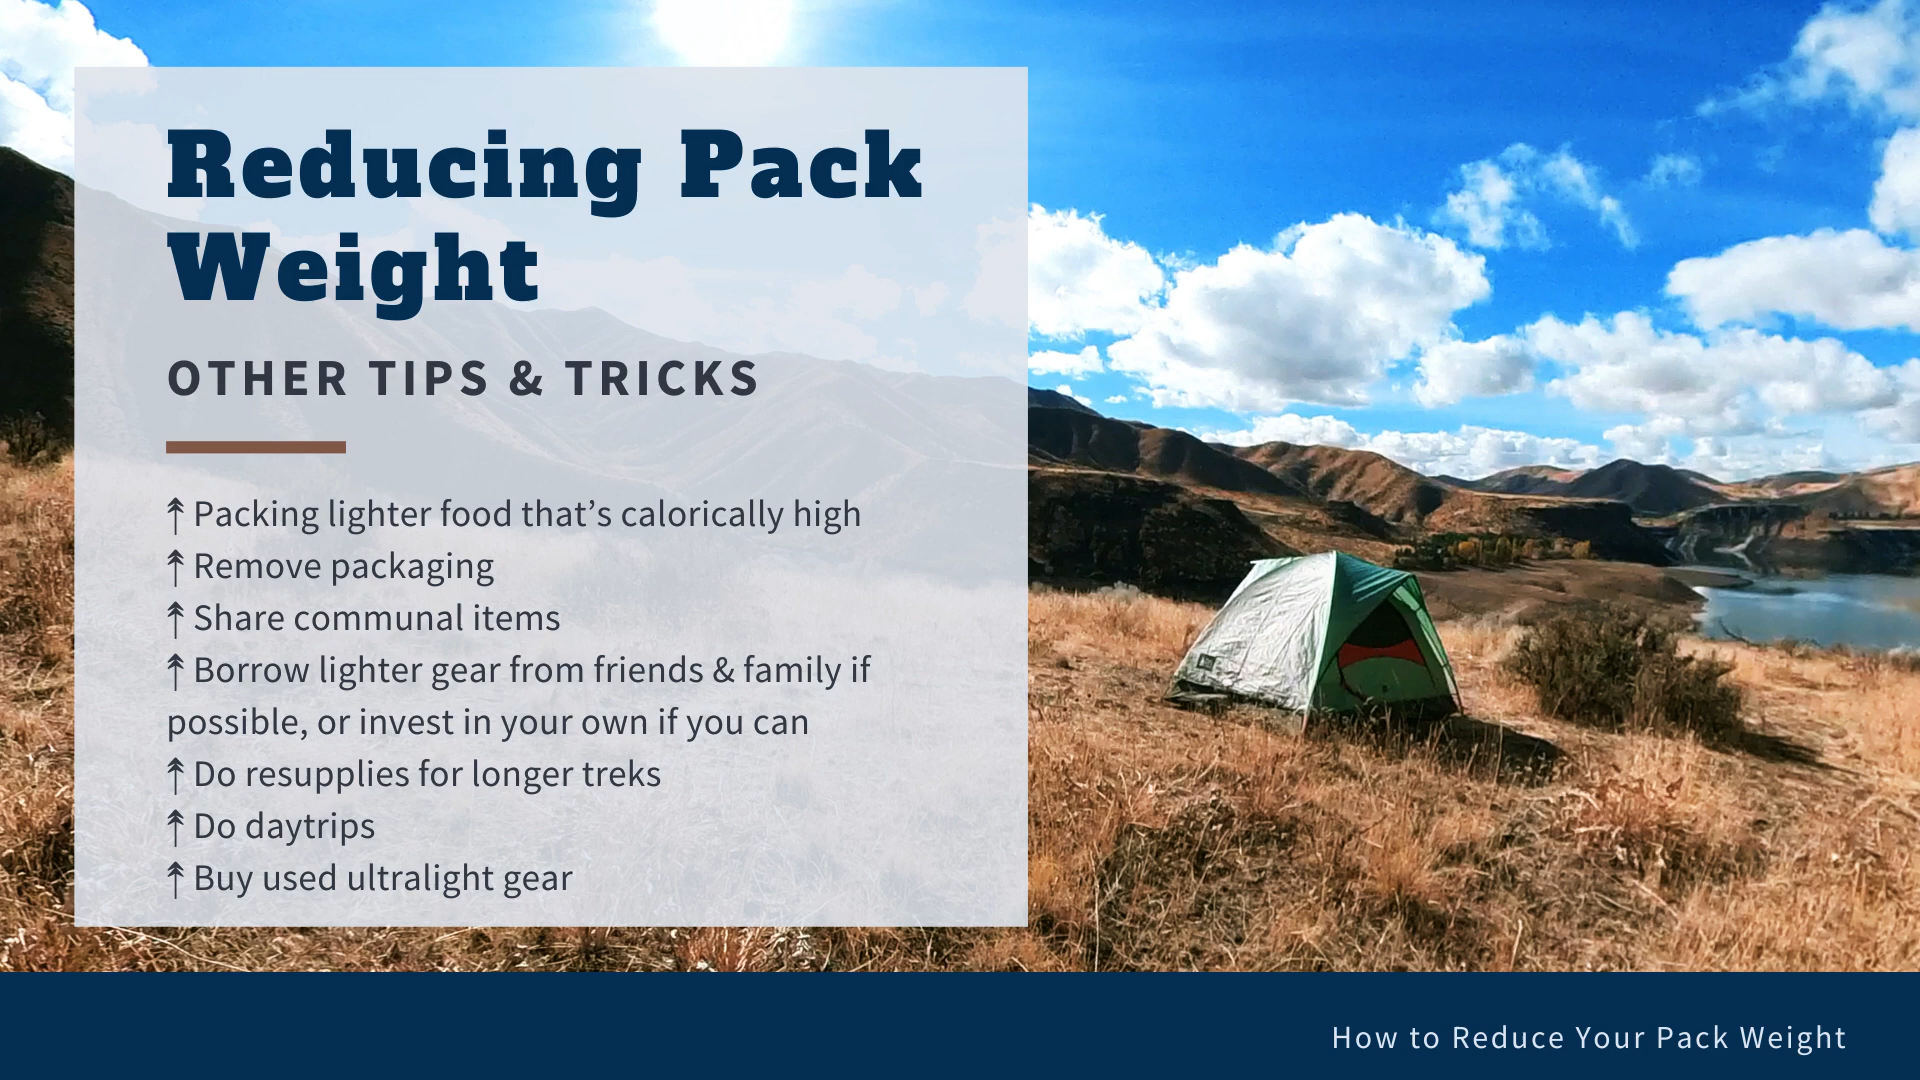 Reducing Pack
Weight
OTHER TIPS & TRICKS
↟ Packing lighter food that’s calorically high
↟ Remove packaging
↟ Share communal items
↟ Borrow lighter gear from friends & family if
possible, or invest in your own if you can
↟ Do resupplies for longer treks
↟ Do daytrips
↟ Buy used ultralight gear
How to Reduce Your Pack Weight